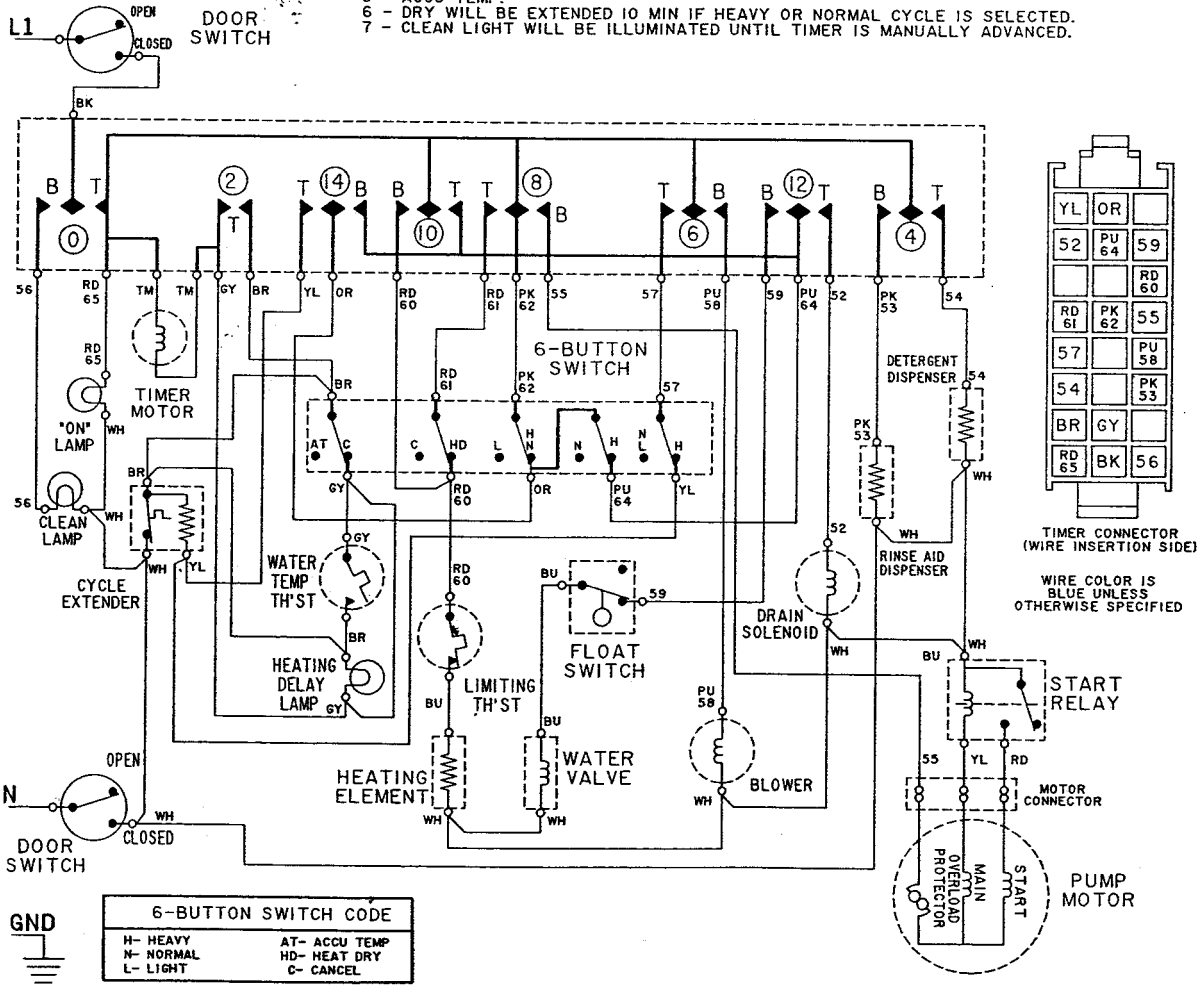 6 - DRY WILL BE EXTENDED 10 MIN IF HEAVY OR NORMAL CYCLE IS SELECTED.
7 - CLEAN LIGHT WILL BE ILLUMINATED UNTIL TIMER IS MANUALLY ADVANCED.
L1
OPEN
CLOSED
DOOR
SWITCH
BK
B T 2 T 14 B B T T 8 B T B B 12 T B T
0 T 10 6 4
56 RD 65 TM TM GY BR YL OR RD 60 RD 61 PK 62 55 57 PU 58 59 PU 64 52 PK 53 54
RD 65
TIMER
MOTOR
"ON"
LAMP
WH
6-BUTTON
SWITCH
BR RD 61 PK 62 57
AT C C HD L H N N H N L H
GY RD 60 OR PU 64 YL
DETERGENT
DISPENSER
54
WH
PK 53
RINSE AID
DISPENSER
WH
56
CLEAN
LAMP
WH
BR
WH YL
CYCLE
EXTENDER
GY
WATER
TEMP
TH'ST
BR
HEATING
DELAY
LAMP
GY
RD 60
LIMITING
TH'ST
BU
HEATING
ELEMENT
WH
BU
59
FLOAT
SWITCH
BU
WATER
VALVE
WH
52
DRAIN
SOLENOID
WH
PU 58
BLOWER
WH
WH
BU
START
RELAY
55 YL RD
MOTOR
CONNECTOR
OVERLOAD
PROTECTOR
MAIN
START
PUMP
MOTOR
N
OPEN
WH
CLOSED
DOOR
SWITCH
GND
6-BUTTON SWITCH CODE
H- HEAVY AT- ACCU TEMP
N- NORMAL HD- HEAT DRY
L- LIGHT C- CANCEL
YL OR
52 PU 64 59
RD 60
RD 61 PK 62 55
57 PU 58
54 PK 53
BR GY
RD 65 BK 56
TIMER CONNECTOR
(WIRE INSERTION SIDE)
WIRE COLOR IS
BLUE UNLESS
OTHERWISE SPECIFIED